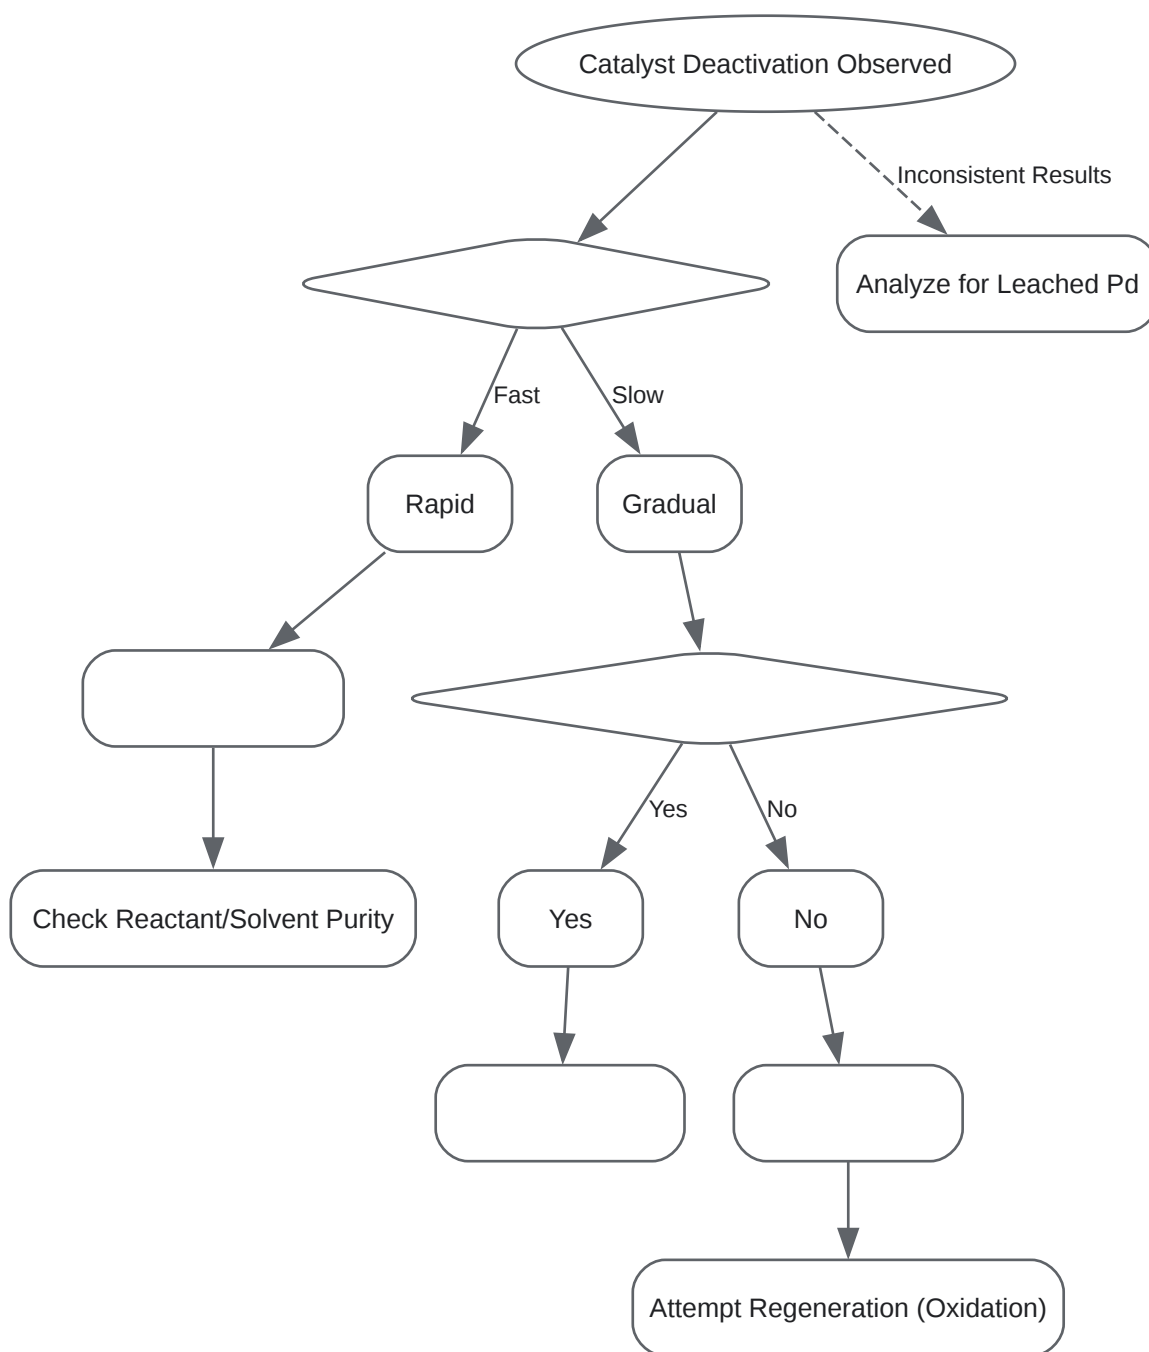 Catalyst Deactivation Observed
Inconsistent Results
Analyze for Leached Pd
Fast
Slow
Rapid
Gradual
Yes
No
Check Reactant/Solvent Purity
Yes
No
Attempt Regeneration (Oxidation)